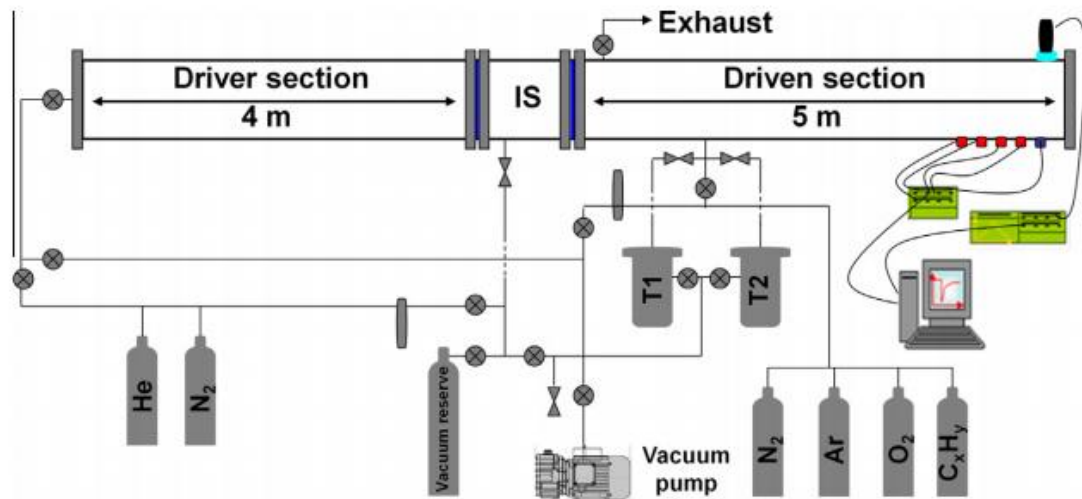 Exhaust
Driver section
4 m
IS
Driven section
5 m
T1
T2
He
N₂
Vacuum reserve
Vacuum
pump
N₂
Ar
O₂
CₓHᵧ